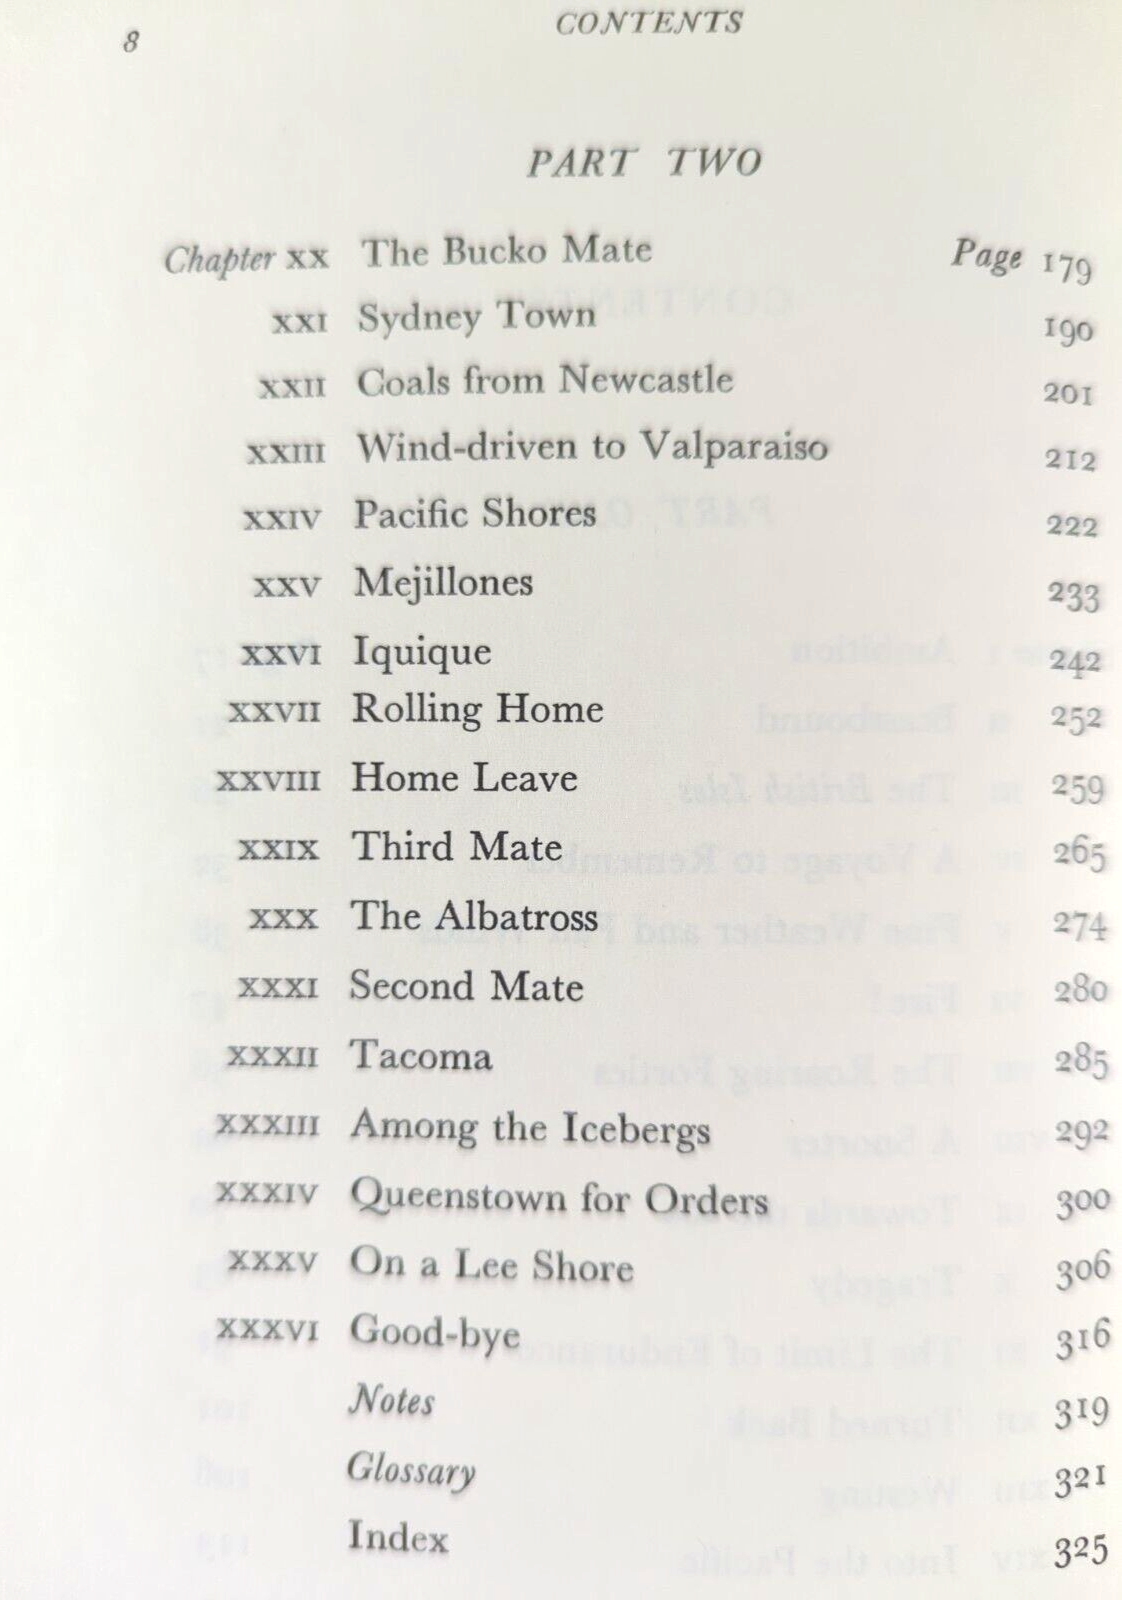 8 CONTENTS
PART TWO
Chapter XX The Bucko Mate Page 179
XXI Sydney Town 190
XXII Coals from Newcastle 201
XXIII Wind-driven to Valparaiso 212
XXIV Pacific Shores 222
XXV Mejillones 233
XXVI Iquique 242
XXVII Rolling Home 252
XXVIII Home Leave 259
XXIX Third Mate 265
XXX The Albatross 274
XXXI Second Mate 280
XXXII Tacoma 285
XXXIII Among the Icebergs 292
XXXIV Queenstown for Orders 300
XXXV On a Lee Shore 306
XXXVI Good-bye 316
Notes 319
Glossary 321
Index 325